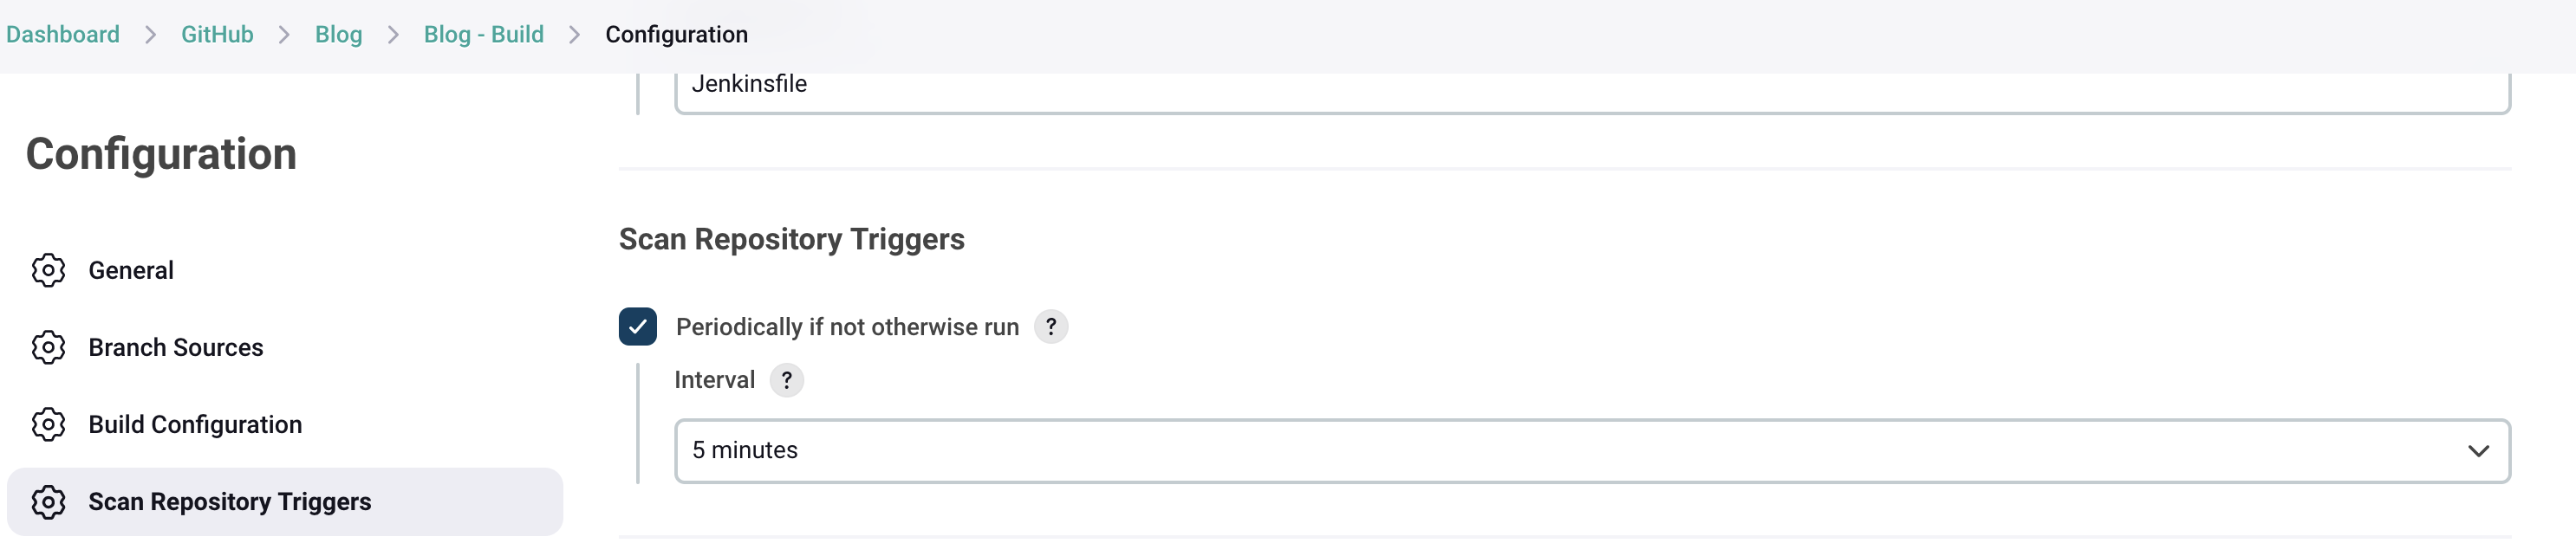 Dashboard > GitHub > Blog > Blog - Build > Configuration
Jenkinsfile
Configuration
General
Branch Sources
Build Configuration
Scan Repository Triggers
Scan Repository Triggers
Periodically if not otherwise run ?
Interval ?
5 minutes